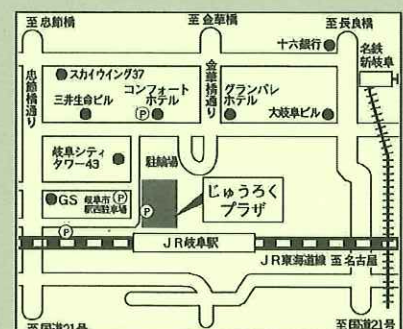 至忠節橋
至金華橋
至長良橋
十六銀行
名鉄
新岐阜
忠節橋通り
スカイウイング37
三井生命ビル
コンフォート
ホテル
P
金華橋通り
グランパレ
ホテル
大岐阜ビル
岐阜シティ
タワー43
駐輪場
GS
岐阜市
駅西駐車場
P
P
P
じゅうろく
プラザ
JR岐阜駅
JR東海道線
至名古屋
至国道21号
至国道21号